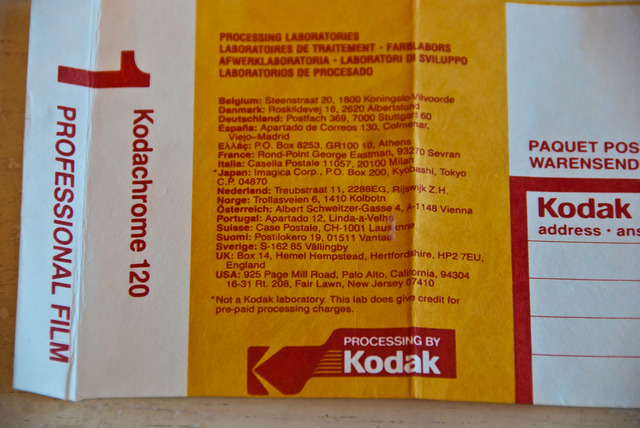 1
PROFESSIONAL FILM
Kodachrome 120
PROCESSING LABORATORIES
LABORATOIRES DE TRAITEMENT · FARBLABORS
AFWERKLABORATORIA · LABORATORI DI SVILUPPO
LABORATORIOS DE PROCESADO
Belgium: Steenstraat 20, 1800 Koningslo-Vilvoorde
Danmark: Roskildevej 16, 2620 Albertslund
Deutschland: Postfach 369, 7000 Stuttgart 60
España: Apartado de Correos 130, Colmenar,
Viejo-Madrid
Ελλάς: P.O. Box 8253, GR100 10, Athens
France: Rond-Point George Eastman, 93270 Sevran
Italia: Casella Postale 11057, 20100 Milan
*Japan: Imagica Corp., P.O. Box 200, Kyobashi, Tokyo
C.P. 04870
Nederland: Treubstraat 11, 2288EG, Rijswijk Z.H.
Norge: Trollasveien 6, 1410 Kolbotn
Österreich: Albert Schweitzer-Gasse 4, A-1148 Vienna
Portugal: Apartado 12, Linda-a-Velha
Suisse: Case Postale, CH-1001 Lausanna
Suomi: Postilokero 19, 01511 Vantaa
Sverige: S-162 85 Vällingby
UK: Box 14, Hemel Hempstead, Hertfordshire, HP2 7EU,
England
USA: 925 Page Mill Road, Palo Alto, California, 94304
16-31 Rt. 208, Fair Lawn, New Jersey 07410
*Not a Kodak laboratory. This lab does give credit for
pre-paid processing charges.
PROCESSING BY
Kodak
PAQUET POS
WARENSEND
Kodak
address · ans